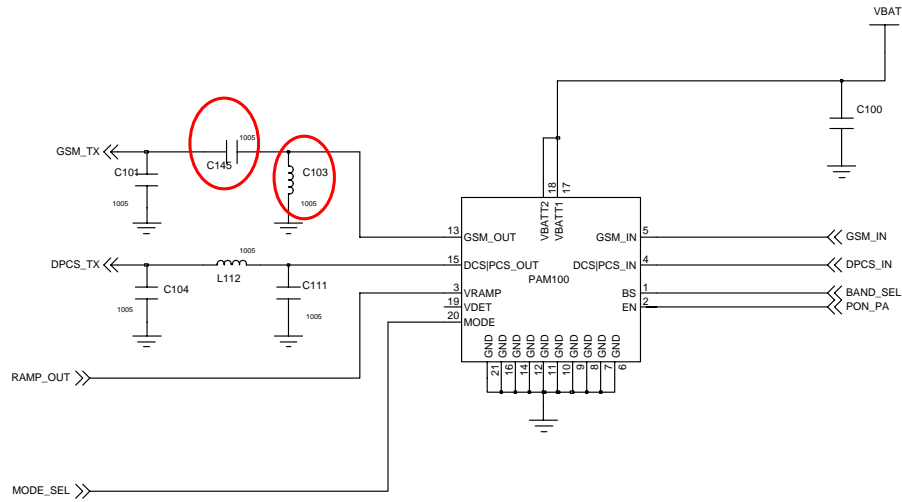 VBAT
C100
1005
GSM_TX
C145
C101
C103
1005
1005
18
17
VBATT2
VBATT1
13
GSM_OUT
GSM_IN
5
GSM_IN
DPCS_TX
1005
L112
15
DCS|PCS_OUT
DCS|PCS_IN
4
DPCS_IN
PAM100
C104
C111
3
VRAMP
BS
1
BAND_SEL
1005
1005
19
VDET
EN
2
PON_PA
20
MODE
GND GND GND GND GND GND GND GND GND GND
21 16 14 12 11 10 9 8 7 6
RAMP_OUT
MODE_SEL